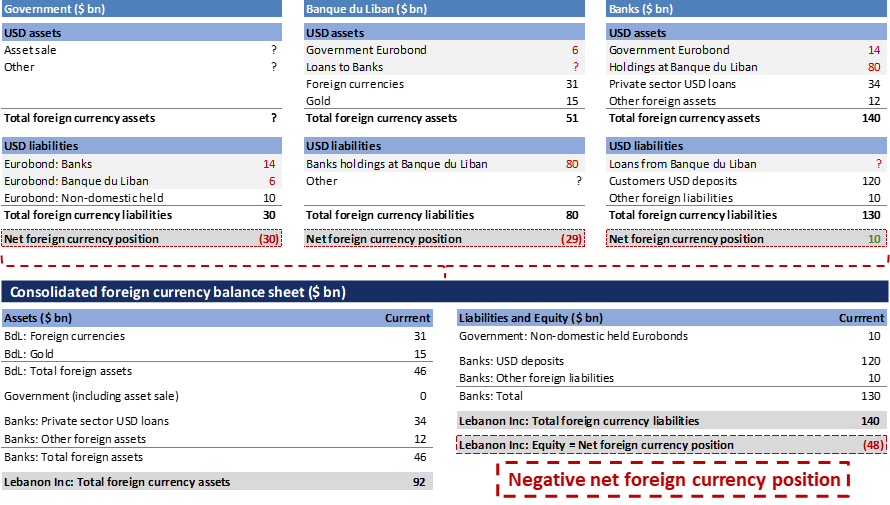 Government ($ bn)
USD assets
Asset sale ?
Other ?
Total foreign currency assets ?
USD liabilities
Eurobond: Banks 14
Eurobond: Banque du Liban 6
Eurobond: Non-domestic held 10
Total foreign currency liabilities 30
Net foreign currency position (30)
Banque du Liban ($ bn)
USD assets
Government Eurobond 6
Loans to Banks ?
Foreign currencies 31
Gold 15
Total foreign currency assets 51
USD liabilities
Banks holdings at Banque du Liban 80
Other ?
Total foreign currency liabilities 80
Net foreign currency position (29)
Banks ($ bn)
USD assets
Government Eurobond 14
Holdings at Banque du Liban 80
Private sector USD loans 34
Other foreign assets 12
Total foreign currency assets 140
USD liabilities
Loans from Banque du Liban ?
Customers USD deposits 120
Other foreign liabilities 10
Total foreign currency liabilities 130
Net foreign currency position 10
Consolidated foreign currency balance sheet ($ bn)
Assets ($ bn) Currrent
BdL: Foreign currencies 31
BdL: Gold 15
BdL: Total foreign assets 46
Government (including asset sale) 0
Banks: Private sector USD loans 34
Banks: Other foreign assets 12
Banks: Total foreign assets 46
Lebanon Inc: Total foreign currency assets 92
Liabilities and Equity ($ bn) Currrent
Government: Non-domestic held Eurobonds 10
Banks: USD deposits 120
Banks: Other foreign liabilities 10
Banks: Total 130
Lebanon Inc: Total foreign currency liabilities 140
Lebanon Inc: Equity = Net foreign currency position (48)
Negative net foreign currency position